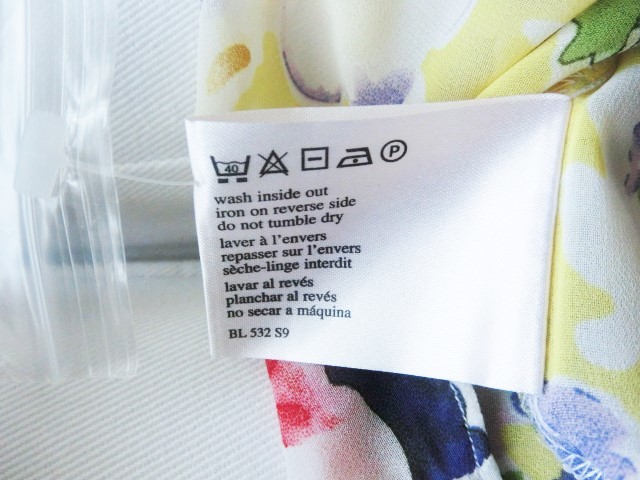 40 P
wash inside out
iron on reverse side
do not tumble dry
laver à l'envers
repasser sur l'envers
sèche-linge interdit
lavar al revés
planchar al revés
no secar a máquina
BL 532 S9